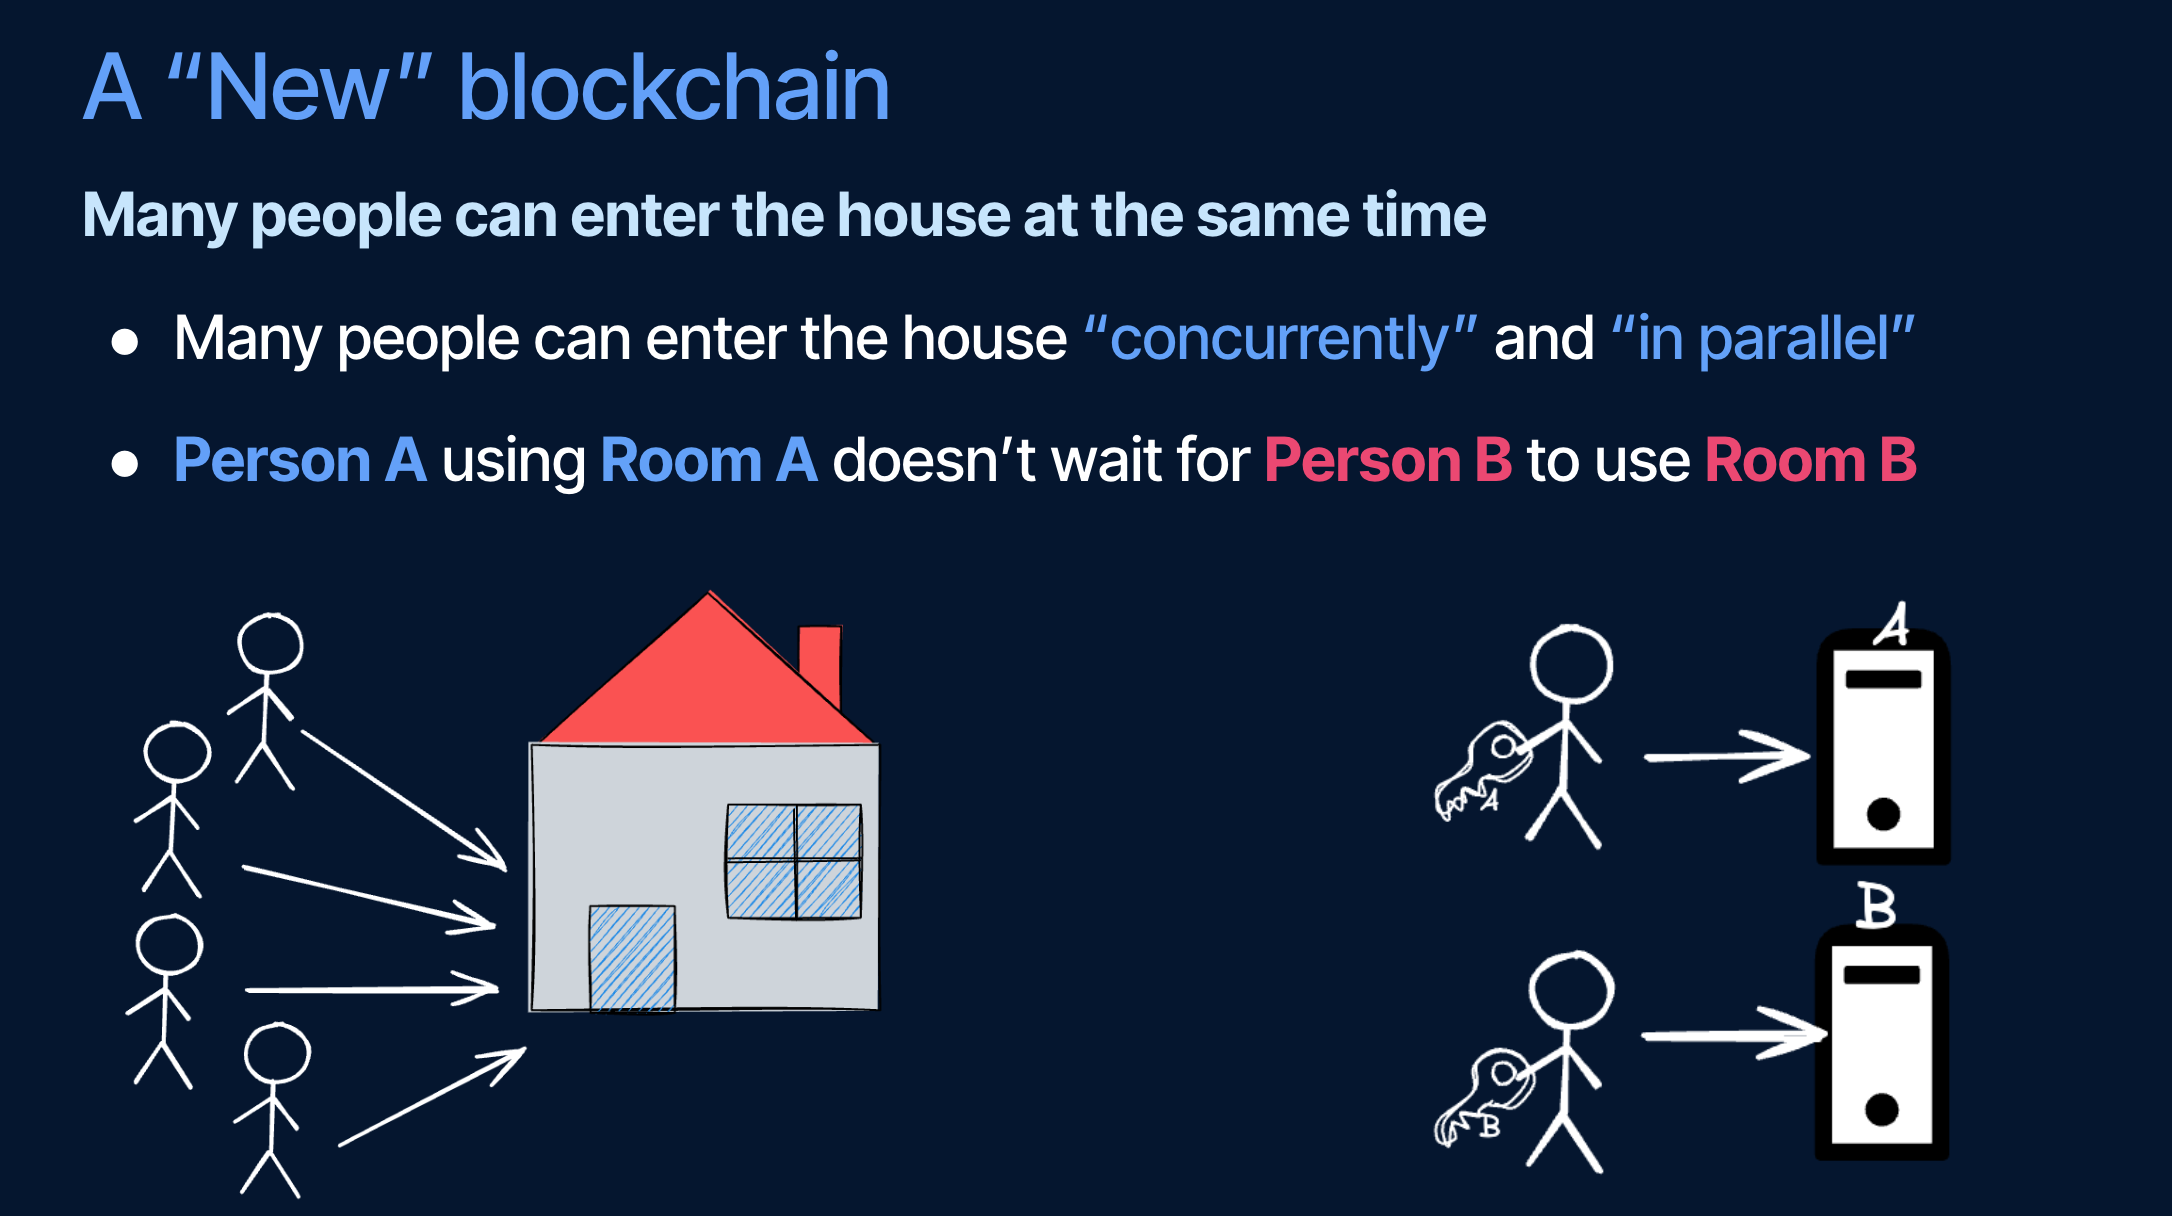 A “New” blockchain
Many people can enter the house at the same time
● Many people can enter the house “concurrently” and “in parallel”
● Person A using Room A doesn’t wait for Person B to use Room B
A
A
B
B